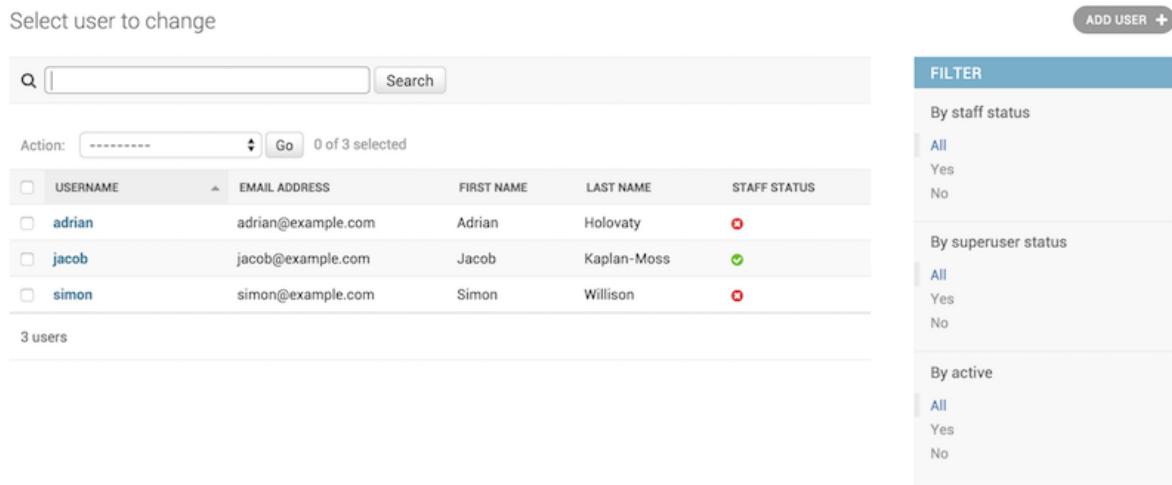 Select user to change
ADD USER +
Search
Action: --------- Go 0 of 3 selected
USERNAME EMAIL ADDRESS FIRST NAME LAST NAME STAFF STATUS
adrian adrian@example.com Adrian Holovaty
jacob jacob@example.com Jacob Kaplan-Moss
simon simon@example.com Simon Willison
3 users
FILTER
By staff status
All
Yes
No
By superuser status
All
Yes
No
By active
All
Yes
No